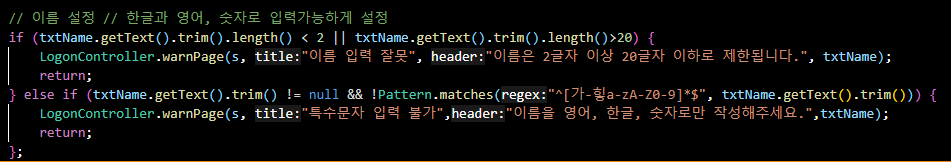 // 이름 설정 // 한글과 영어, 숫자로 입력가능하게 설정
if (txtName.getText().trim().length() < 2 || txtName.getText().trim().length()>20) {
LogonController.warnPage(s, title:"이름 입력 잘못", header:"이름은 2글자 이상 20글자 이하로 제한됩니다.", txtName);
return;
} else if (txtName.getText().trim() != null && !Pattern.matches(regex:"^[가-힣a-zA-Z0-9]*$", txtName.getText().trim())) {
LogonController.warnPage(s, title:"특수문자 입력 불가",header:"이름을 영어, 한글, 숫자로만 작성해주세요.",txtName);
return;
};